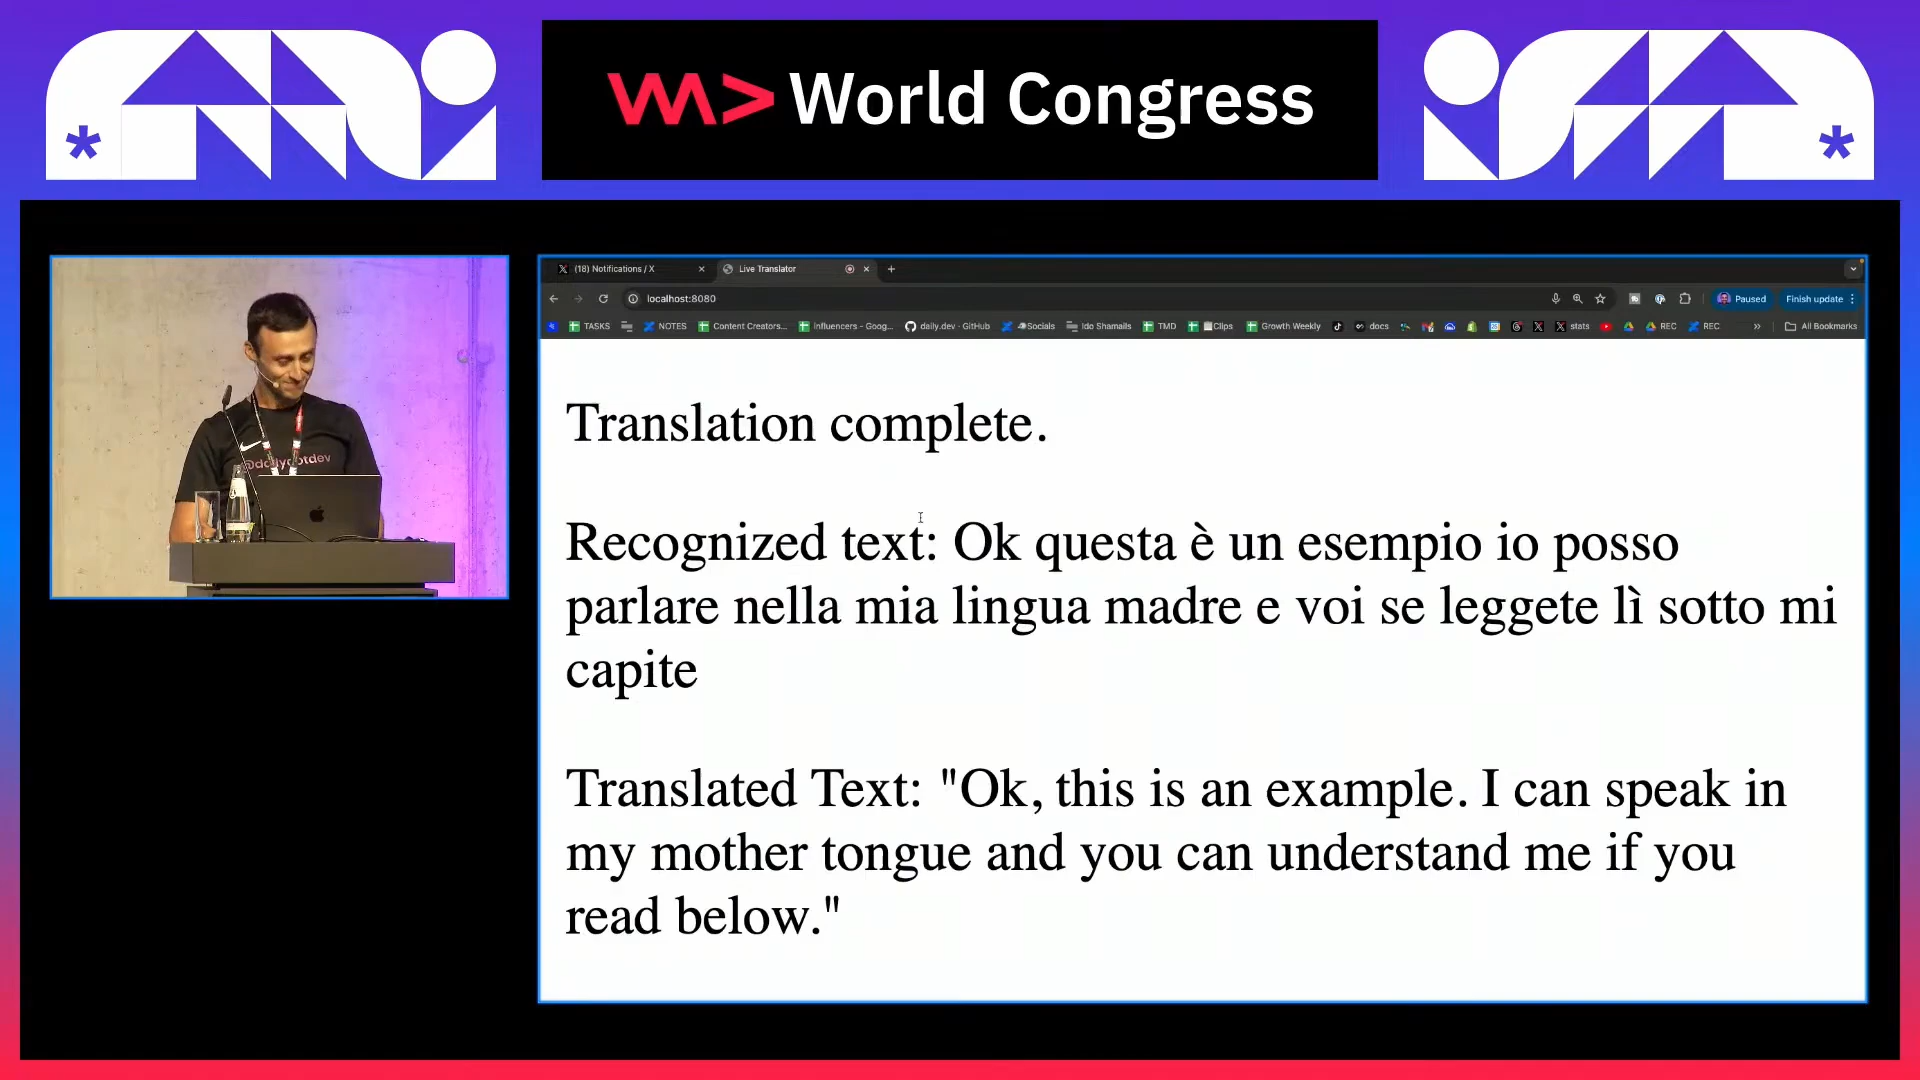 World Congress
(18) Notifications / X
Live Translator
localhost:8080
Paused
Finish update
TASKS
NOTES
Content Creators...
Influencers - Goog...
daily.dev · GitHub
Socials
Ido Shamails
TMD
Clips
Growth Weekly
docs
stats
REC
REC
All Bookmarks
@dailydotdev
Translation complete.
Recognized text: Ok questa è un esempio io posso
parlare nella mia lingua madre e voi se leggete lì sotto mi
capite
Translated Text: "Ok, this is an example. I can speak in
my mother tongue and you can understand me if you
read below."